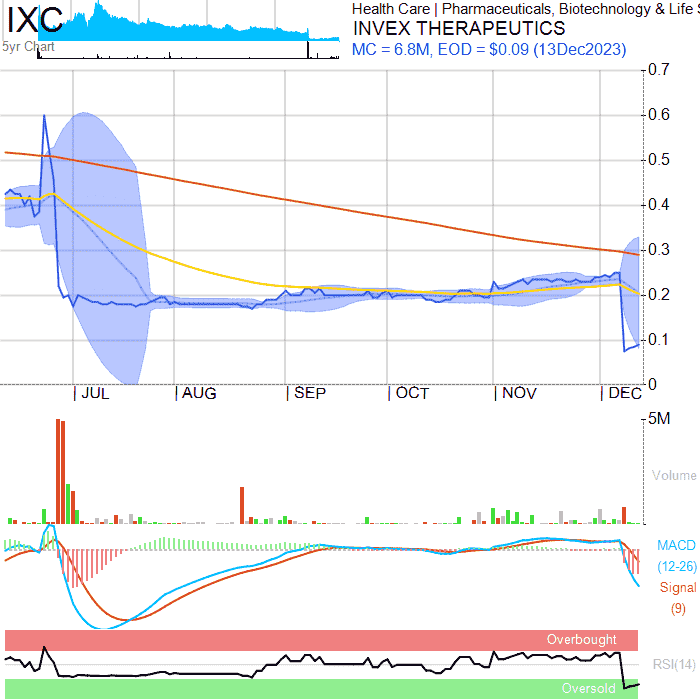 IXC
5yr Chart
Health Care | Pharmaceuticals, Biotechnology & Life S
INVEX THERAPEUTICS
MC = 6.8M, EOD = $0.09 (13Dec2023)
0.7
0.6
0.5
0.4
0.3
0.2
0.1
0
| JUL | AUG | SEP | OCT | NOV | DEC
5M
Volume
MACD
(12-26)
Signal
(9)
Overbought
RSI(14)
Oversold